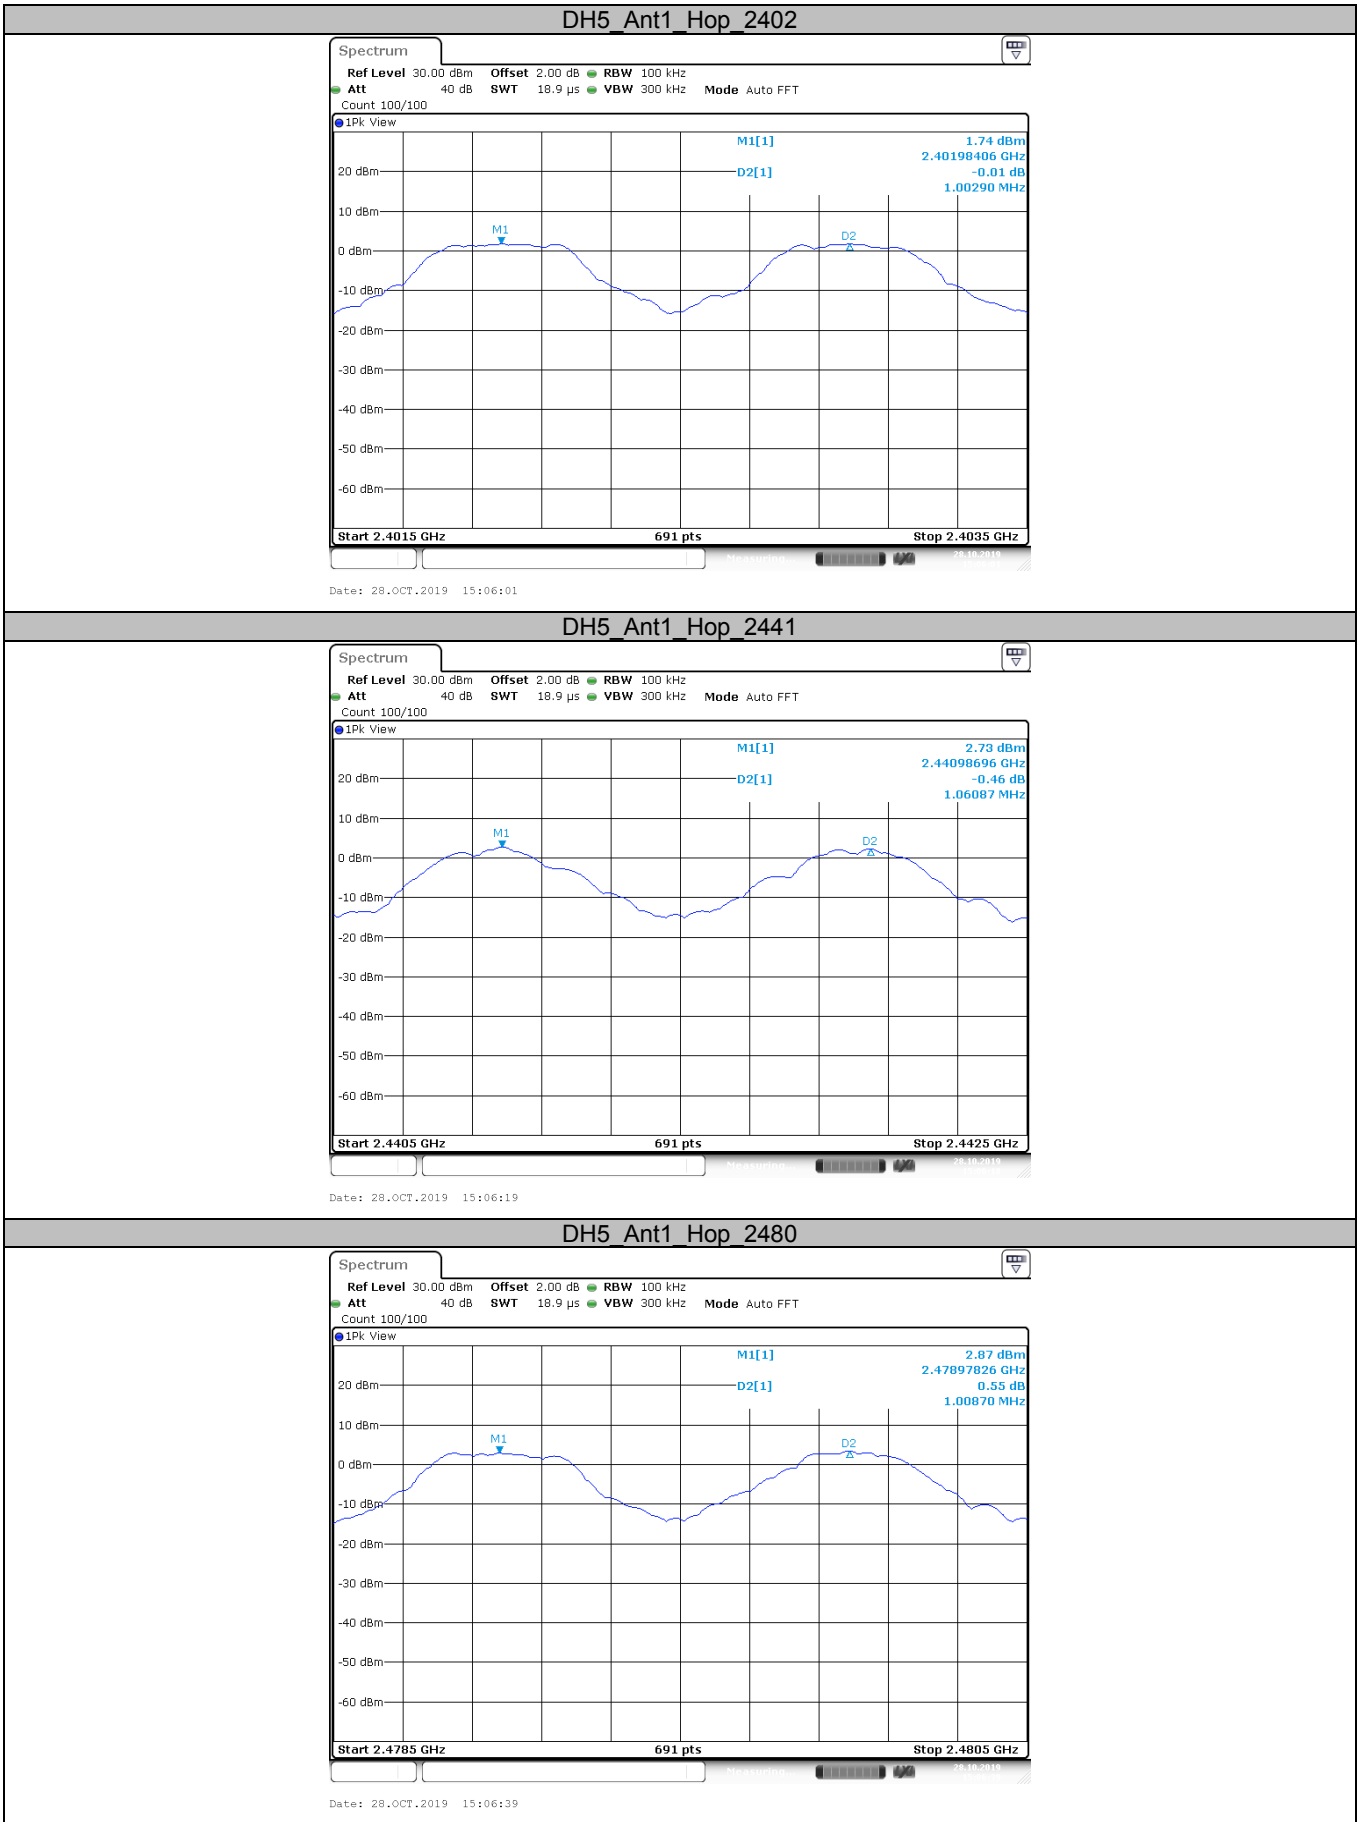 DH5_Ant1_Hop_2402
Spectrum
Ref Level 30.00 dBm Offset 2.00 dB RBW 100 kHz
Att 40 dB SWT 18.9 µs VBW 300 kHz Mode Auto FFT
Count 100/100
1Pk View
M1[1] 1.74 dBm
2.40198406 GHz
20 dBm D2[1] -0.01 dB
1.00290 MHz
10 dBm
M1 D2
0 dBm
-10 dBm
-20 dBm
-30 dBm
-40 dBm
-50 dBm
-60 dBm
Start 2.4015 GHz 691 pts Stop 2.4035 GHz
Measuring... 28.10.2019
Date: 28.OCT.2019 15:06:01
DH5_Ant1_Hop_2441
Spectrum
Ref Level 30.00 dBm Offset 2.00 dB RBW 100 kHz
Att 40 dB SWT 18.9 µs VBW 300 kHz Mode Auto FFT
Count 100/100
1Pk View
M1[1] 2.73 dBm
2.44098696 GHz
20 dBm D2[1] -0.46 dB
1.06087 MHz
10 dBm
M1 D2
0 dBm
-10 dBm
-20 dBm
-30 dBm
-40 dBm
-50 dBm
-60 dBm
Start 2.4405 GHz 691 pts Stop 2.4425 GHz
Measuring... 28.10.2019
Date: 28.OCT.2019 15:06:19
DH5_Ant1_Hop_2480
Spectrum
Ref Level 30.00 dBm Offset 2.00 dB RBW 100 kHz
Att 40 dB SWT 18.9 µs VBW 300 kHz Mode Auto FFT
Count 100/100
1Pk View
M1[1] 2.87 dBm
2.47897826 GHz
20 dBm D2[1] 0.55 dB
1.00870 MHz
10 dBm
M1 D2
0 dBm
-10 dBm
-20 dBm
-30 dBm
-40 dBm
-50 dBm
-60 dBm
Start 2.4785 GHz 691 pts Stop 2.4805 GHz
Measuring... 28.10.2019
Date: 28.OCT.2019 15:06:39